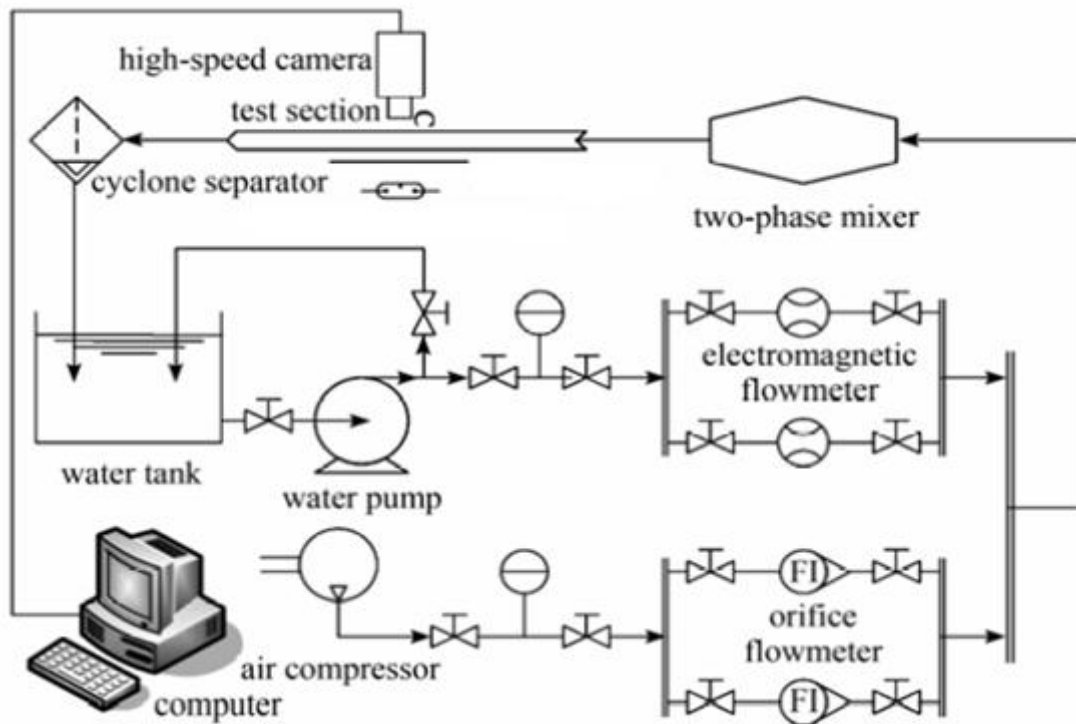 high-speed camera
test section
cyclone separator
two-phase mixer
electromagnetic
flowmeter
water tank
water pump
FI
orifice
flowmeter
air compressor
FI
computer